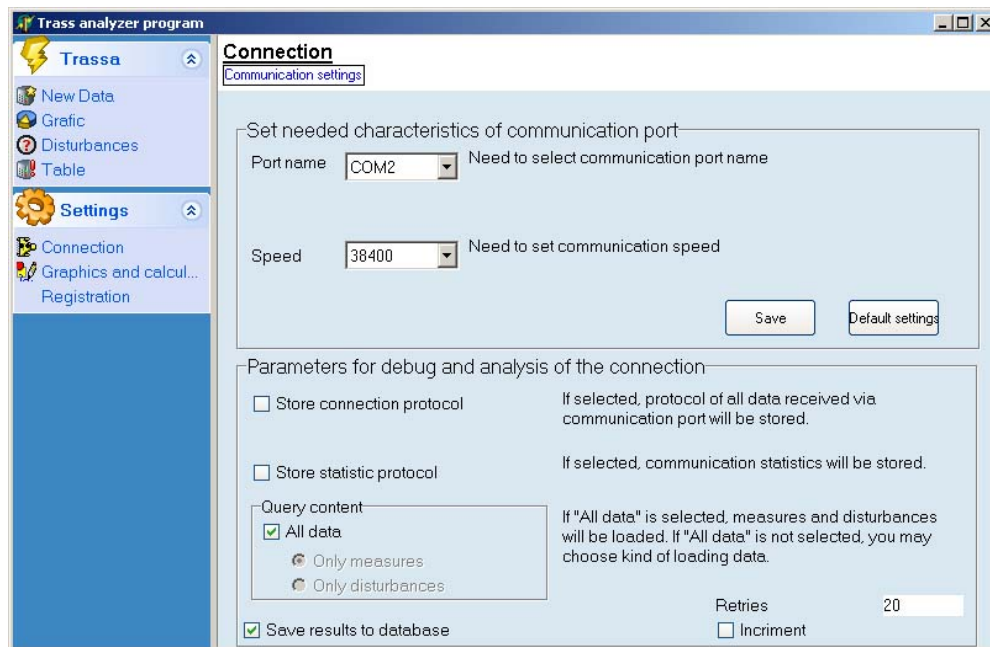 Trass analyzer program
Trassa
New Data
Grafic
Disturbances
Table
Settings
Connection
Graphics and calcul...
Registration
Connection
Communication settings
Set needed characteristics of communication port
Port name COM2 Need to select communication port name
Speed 38400 Need to set communication speed
Save Default settings
Parameters for debug and analysis of the connection
Store connection protocol
If selected, protocol of all data received via
communication port will be stored.
Store statistic protocol
If selected, communication statistics will be stored.
Query content
All data
Only measures
Only disturbances
If "All data" is selected, measures and disturbances
will be loaded. If "All data" is not selected, you may
choose kind of loading data.
Retries 20
Save results to database
Incriment